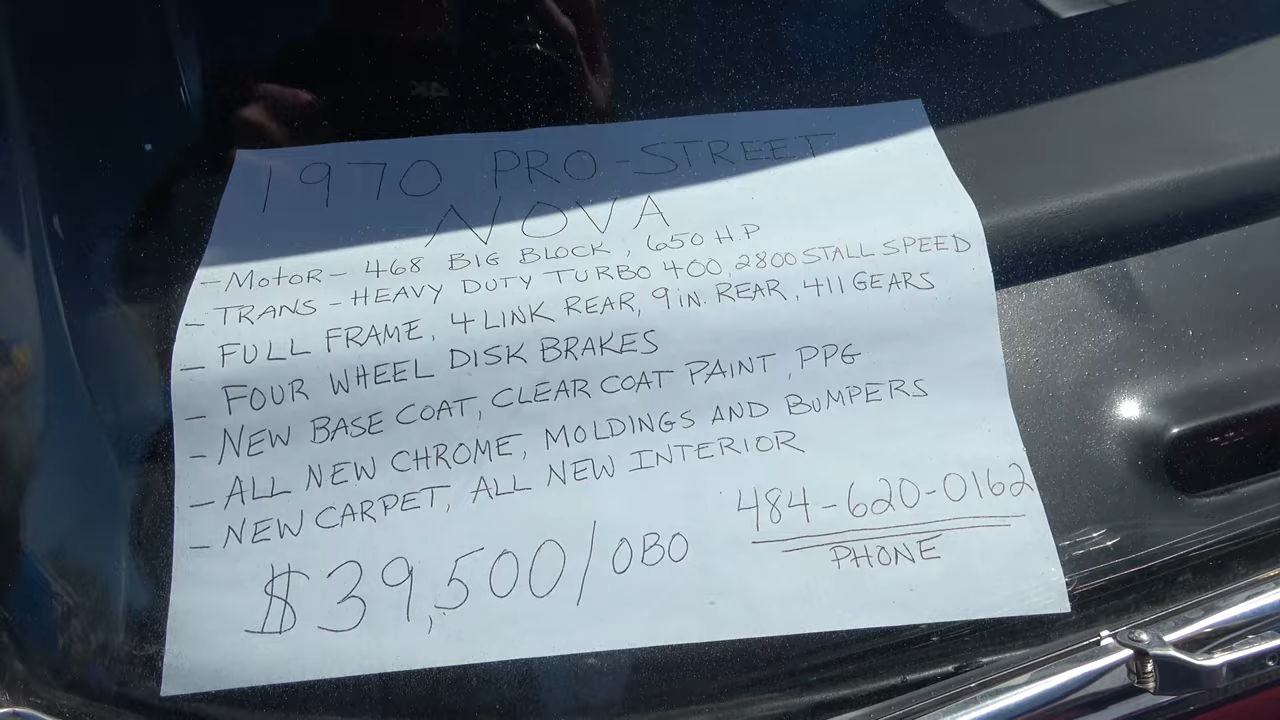 1970 PRO-STREET
NOVA
- MOTOR - 468 BIG BLOCK, 650 H.P
- TRANS - HEAVY DUTY TURBO 400, 2800 STALL SPEED
- FULL FRAME, 4 LINK REAR, 9 IN. REAR, 411 GEARS
- FOUR WHEEL DISK BRAKES
- NEW BASE COAT, CLEAR COAT PAINT, PPG
- ALL NEW CHROME, MOLDINGS AND BUMPERS
- NEW CARPET, ALL NEW INTERIOR
$39,500/OBO
484-620-0162
PHONE